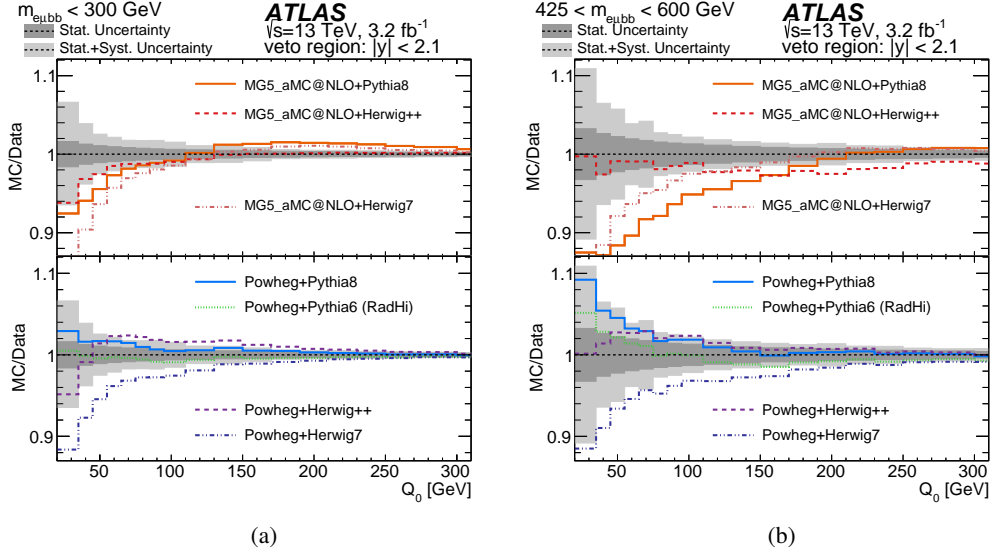 m_eμbb < 300 GeV
ATLAS
Stat. Uncertainty
√s=13 TeV, 3.2 fb⁻¹
Stat.+Syst. Uncertainty
veto region: |y| < 2.1
MC/Data
1.1
1
0.9
MG5_aMC@NLO+Pythia8
MG5_aMC@NLO+Herwig++
MG5_aMC@NLO+Herwig7
MC/Data
1.1
1
0.9
Powheg+Pythia8
Powheg+Pythia6 (RadHi)
Powheg+Herwig++
Powheg+Herwig7
50 100 150 200 250 300
Q₀ [GeV]
(a)
425 < m_eμbb < 600 GeV
ATLAS
Stat. Uncertainty
√s=13 TeV, 3.2 fb⁻¹
Stat.+Syst. Uncertainty
veto region: |y| < 2.1
MC/Data
1.1
1
0.9
MG5_aMC@NLO+Pythia8
MG5_aMC@NLO+Herwig++
MG5_aMC@NLO+Herwig7
MC/Data
1.1
1
0.9
Powheg+Pythia8
Powheg+Pythia6 (RadHi)
Powheg+Herwig++
Powheg+Herwig7
50 100 150 200 250 300
Q₀ [GeV]
(b)